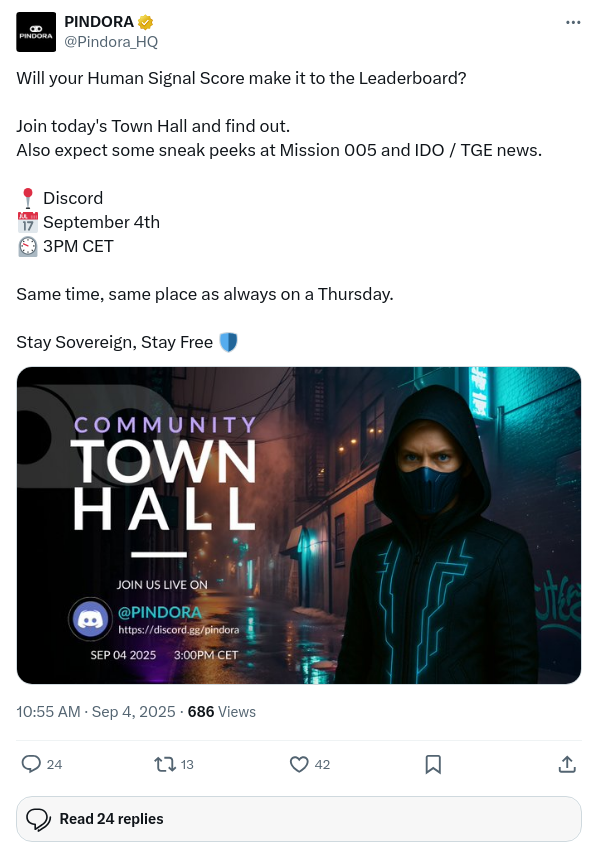 PINDORA
PINDORA
@Pindora_HQ
Will your Human Signal Score make it to the Leaderboard?
Join today's Town Hall and find out.
Also expect some sneak peeks at Mission 005 and IDO / TGE news.
Discord
September 4th
3PM CET
Same time, same place as always on a Thursday.
Stay Sovereign, Stay Free
COMMUNITY
TOWN
HALL
JOIN US LIVE ON
@PINDORA
https://discord.gg/pindora
SEP 04 2025 3:00PM CET
10:55 AM · Sep 4, 2025 · 686 Views
24 13 42
Read 24 replies